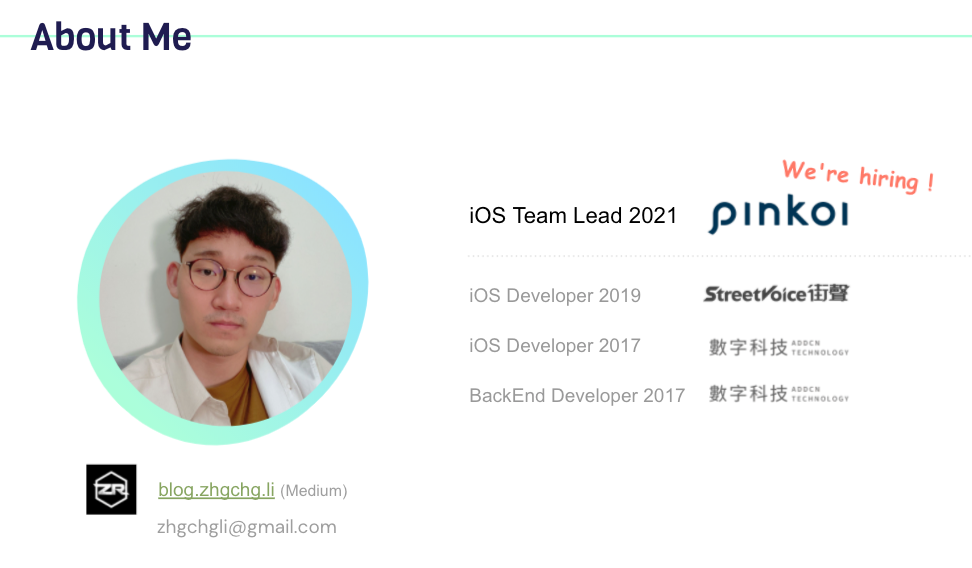 About Me
We're hiring !
iOS Team Lead 2021 pinkoi
iOS Developer 2019 StreetVoice街聲
iOS Developer 2017 數字科技 ADDCN TECHNOLOGY
BackEnd Developer 2017 數字科技 ADDCN TECHNOLOGY
ZR
blog.zhgchg.li (Medium)
zhgchgli@gmail.com